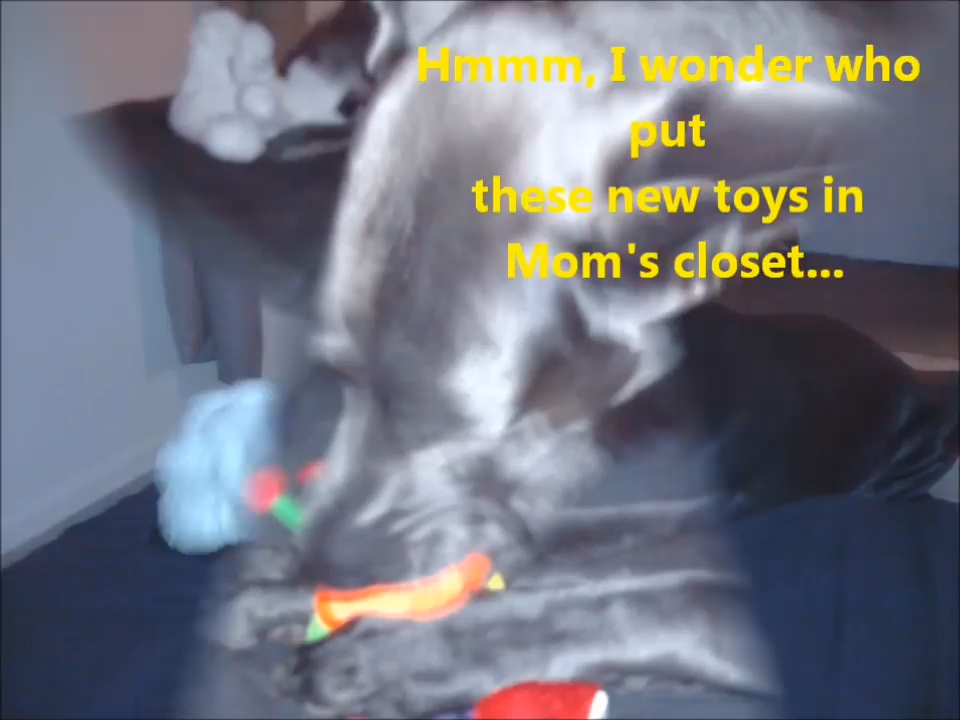 Hmmm, I wonder who
put
these new toys in
Mom's closet...